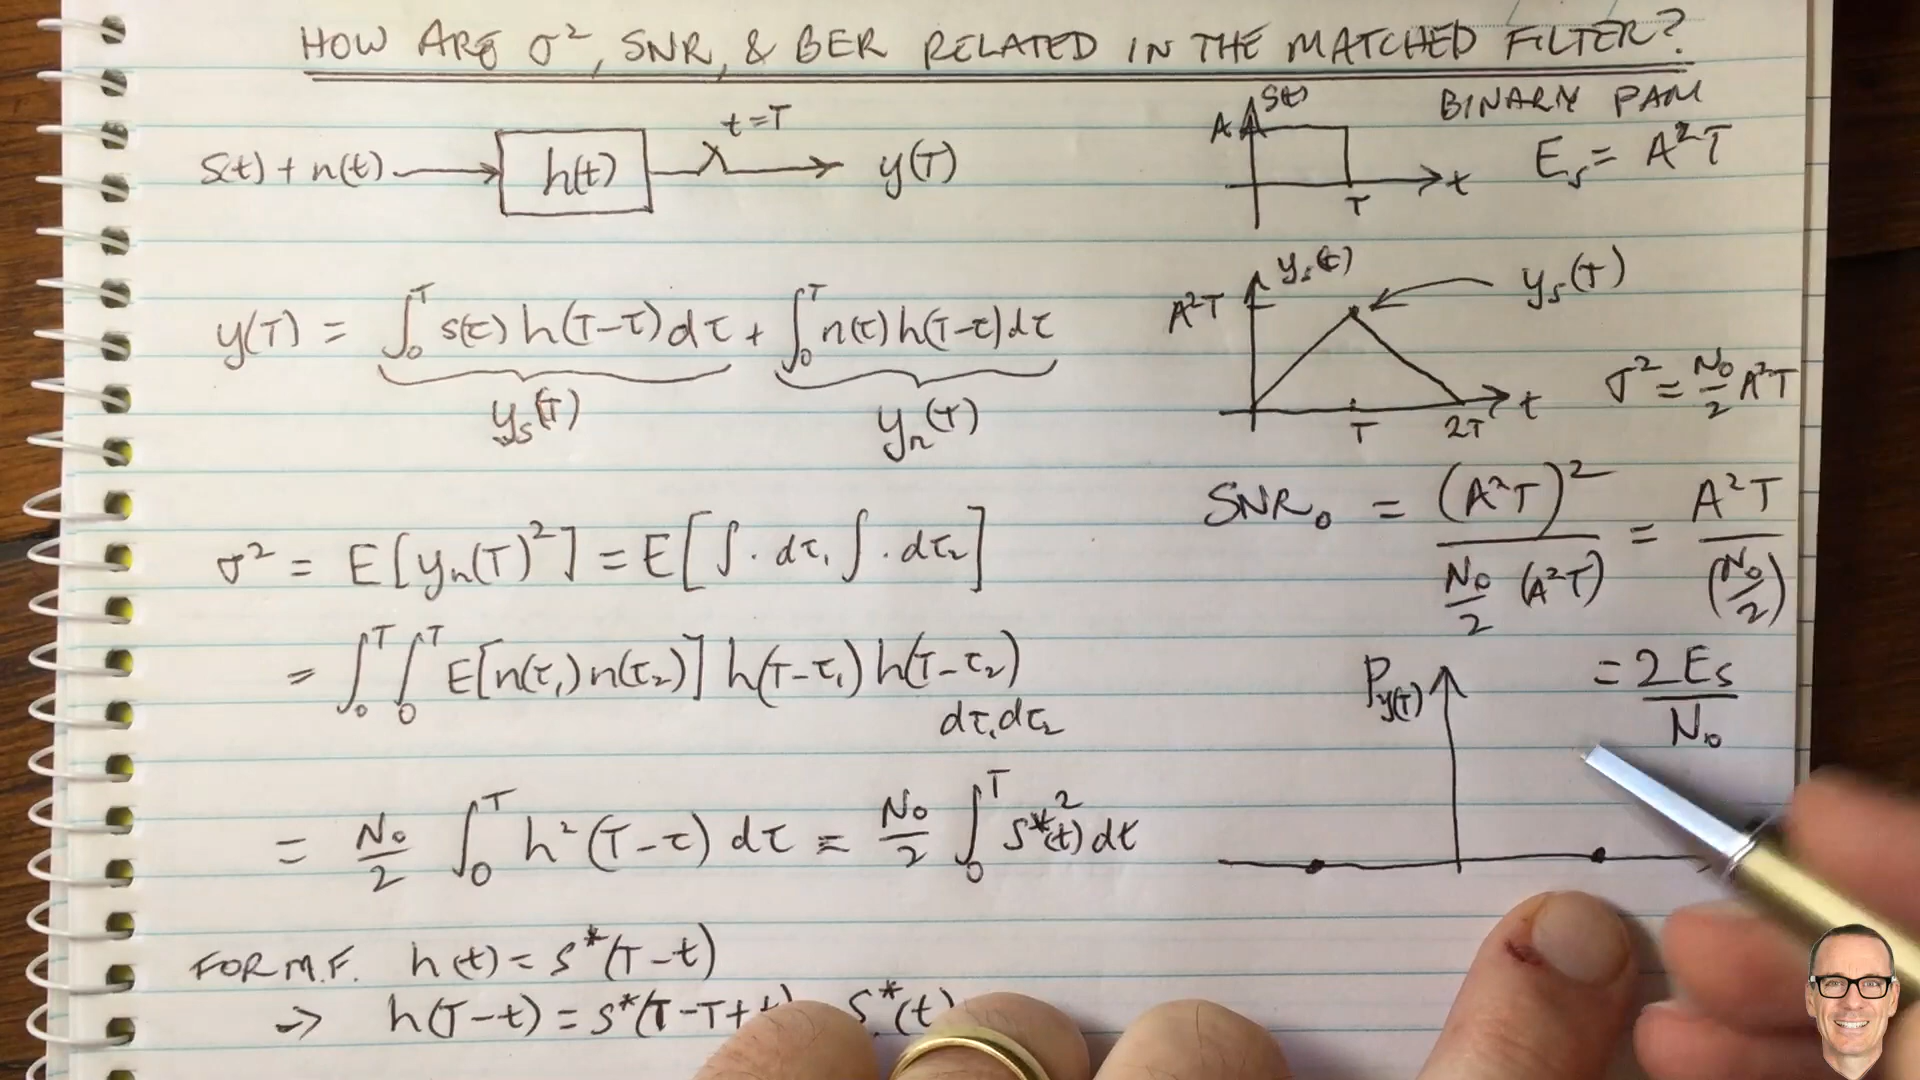 HOW ARE σ², SNR, & BER RELATED IN THE MATCHED FILTER?
s(t) + n(t) → h(t) t=T → y(T)
y(T) = ∫₀ᵀ s(τ) h(T-τ) dτ + ∫₀ᵀ n(τ) h(T-τ) dτ
yₛ(T) yₙ(T)
σ² = E[yₙ(T)²] = E[∫· dτ₁ ∫· dτ₂]
= ∫₀ᵀ ∫₀ᵀ E[n(τ₁)n(τ₂)] h(T-τ₁) h(T-τ₂)
dτ₁dτ₂
= N₀/2 ∫₀ᵀ h²(T-τ) dτ = N₀/2 ∫₀ᵀ s*²(t) dt
FOR M.F. h(t) = s*(T-t)
⇒ h(T-t) = s*(T-T+t) s*(t)
BINARY PAM
s(t)
A
T
t
Eₛ = A²T
yₛ(t)
yₛ(T)
A²T
T
2T
t
σ² = N₀/2 A²T
SNR₀ = (A²T)² / (N₀/2 (A²T)) = A²T / (N₀/2)
= 2Eₛ/N₀
P_y(T)